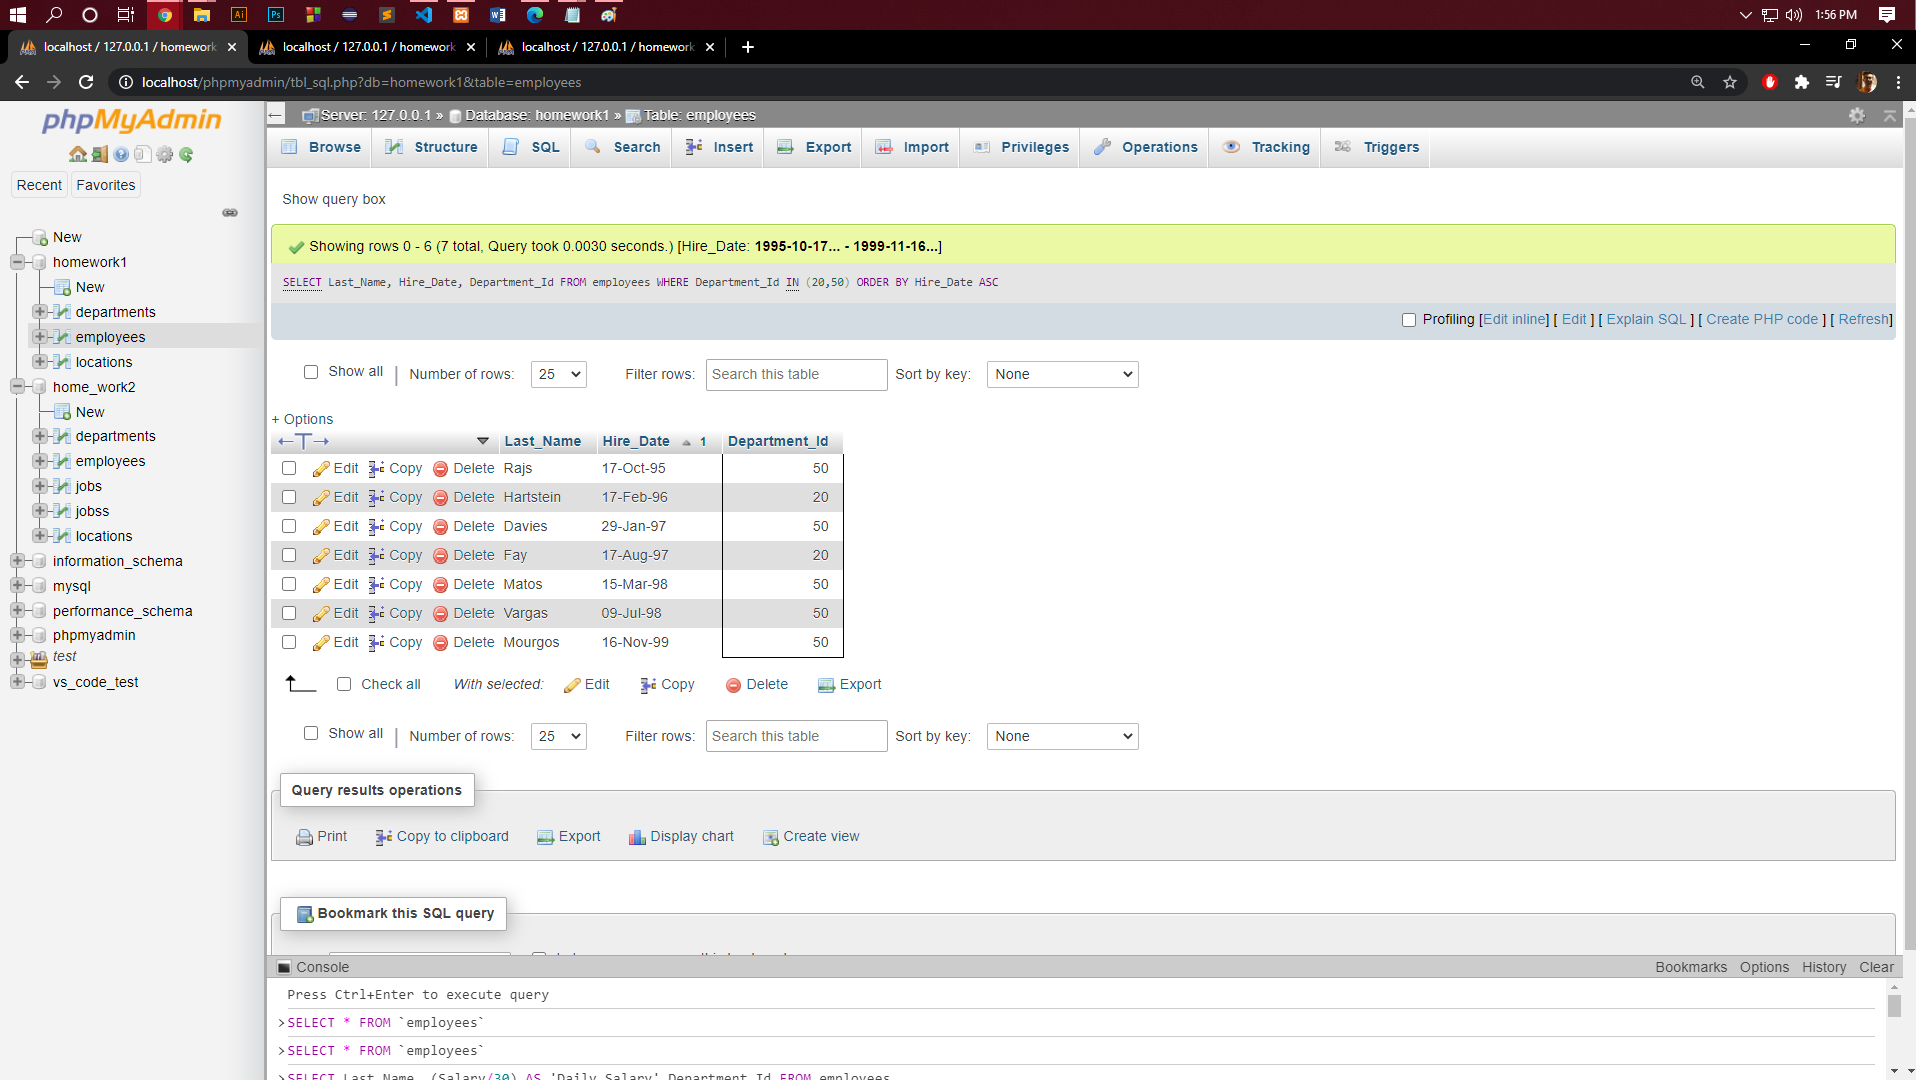 1:56 PM
localhost / 127.0.0.1 / homework
localhost / 127.0.0.1 / homework
localhost / 127.0.0.1 / homework
localhost/phpmyadmin/tbl_sql.php?db=homework1&table=employees
phpMyAdmin
Recent Favorites
New
homework1
New
departments
employees
locations
home_work2
New
departments
employees
jobs
jobss
locations
information_schema
mysql
performance_schema
phpmyadmin
test
vs_code_test
Server: 127.0.0.1 » Database: homework1 » Table: employees
Browse Structure SQL Search Insert Export Import Privileges Operations Tracking Triggers
Show query box
Showing rows 0 - 6 (7 total, Query took 0.0030 seconds.) [Hire_Date: 1995-10-17... - 1999-11-16...]
SELECT Last_Name, Hire_Date, Department_Id FROM employees WHERE Department_Id IN (20,50) ORDER BY Hire_Date ASC
Profiling [Edit inline] [ Edit ] [ Explain SQL ] [ Create PHP code ] [ Refresh]
Show all | Number of rows: 25 Filter rows: Search this table Sort by key: None
+ Options
←T→ Last_Name Hire_Date 1 Department_Id
Edit Copy Delete Rajs 17-Oct-95 50
Edit Copy Delete Hartstein 17-Feb-96 20
Edit Copy Delete Davies 29-Jan-97 50
Edit Copy Delete Fay 17-Aug-97 20
Edit Copy Delete Matos 15-Mar-98 50
Edit Copy Delete Vargas 09-Jul-98 50
Edit Copy Delete Mourgos 16-Nov-99 50
Check all With selected: Edit Copy Delete Export
Show all | Number of rows: 25 Filter rows: Search this table Sort by key: None
Query results operations
Print Copy to clipboard Export Display chart Create view
Bookmark this SQL query
Console Bookmarks Options History Clear
Press Ctrl+Enter to execute query
>SELECT * FROM `employees`
>SELECT * FROM `employees`
>SELECT Last_Name, (Salary/30) AS 'Daily Salary',Department_Id FROM employees